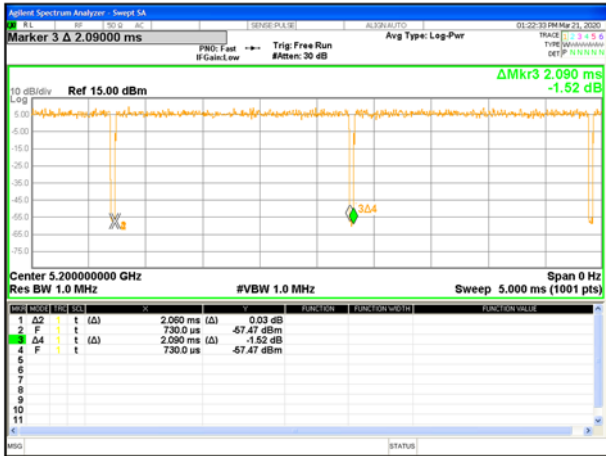 Agilent Spectrum Analyzer - Swept SA
RL RF 50 Ω AC SENSE:PULSE ALIGNAUTO 01:22:33 PM Mar 21, 2020
Marker 3 Δ 2.09000 ms Avg Type: Log-Pwr TRACE 1 2 3 4 5 6
PNO: Fast Trig: Free Run TYPE
IFGain:Low #Atten: 30 dB DET P N N N N N
ΔMkr3 2.090 ms
10 dB/div Ref 15.00 dBm -1.52 dB
Log
5.00
-5.00
-15.0
-25.0
-35.0
-45.0
3Δ4
-55.0
-65.0
-75.0
Center 5.200000000 GHz Span 0 Hz
Res BW 1.0 MHz #VBW 1.0 MHz Sweep 5.000 ms (1001 pts)
MKR MODE TRC SCL X Y FUNCTION FUNCTION WIDTH FUNCTION VALUE
1 Δ2 1 t (Δ) 2.060 ms (Δ) 0.03 dB
2 F 1 t 730.0 us -57.47 dBm
3 Δ4 1 t (Δ) 2.090 ms (Δ) -1.52 dB
4 F 1 t 730.0 us -57.47 dBm
5
6
7
8
9
10
11
MSG STATUS